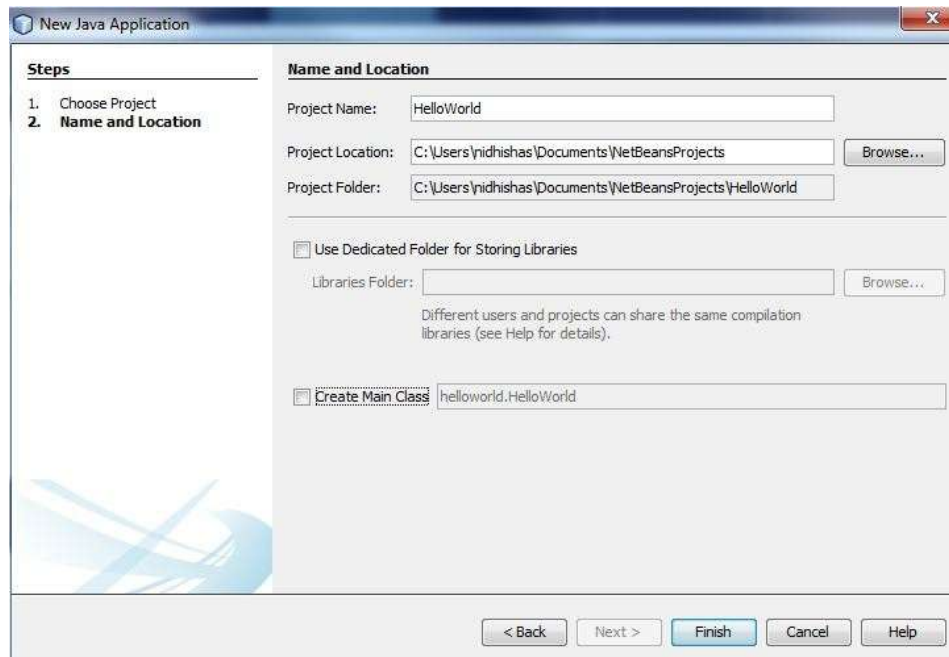 New Java Application
Steps
1. Choose Project
2. Name and Location
Name and Location
Project Name: HelloWorld
Project Location: C:\Users\nidhishas\Documents\NetBeansProjects Browse...
Project Folder: C:\Users\nidhishas\Documents\NetBeansProjects\HelloWorld
Use Dedicated Folder for Storing Libraries
Libraries Folder: Browse...
Different users and projects can share the same compilation
libraries (see Help for details).
Create Main Class helloworld.HelloWorld
< Back Next > Finish Cancel Help